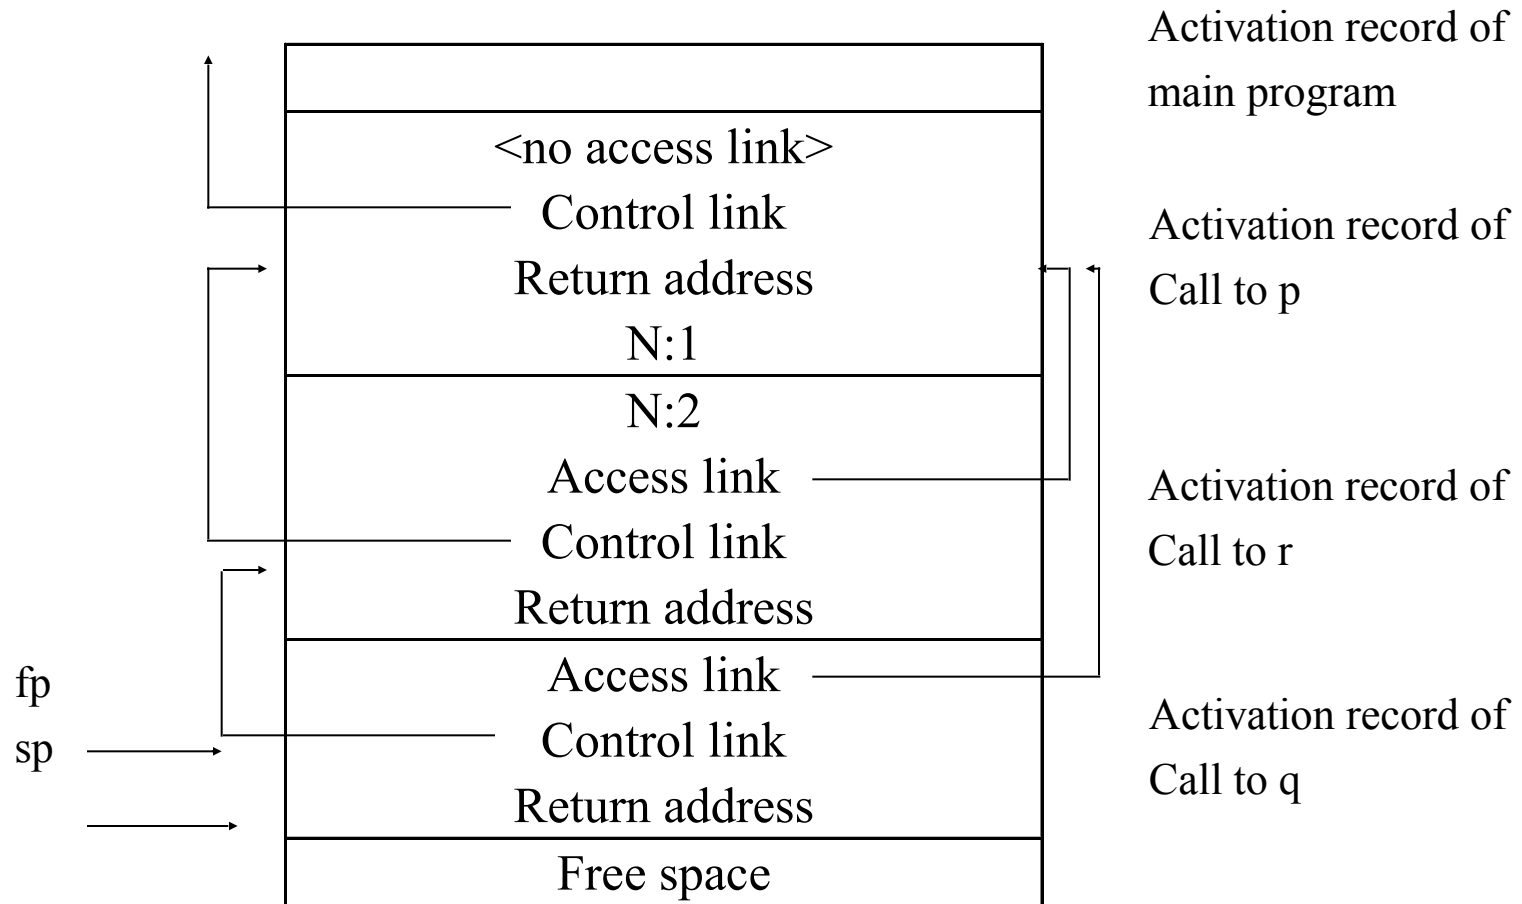 Activation record of
main program
<no access link>
Control link
Return address
N:1
Activation record of
Call to p
N:2
Access link
Control link
Return address
Activation record of
Call to r
Access link
Control link
Return address
fp
sp
Activation record of
Call to q
Free space